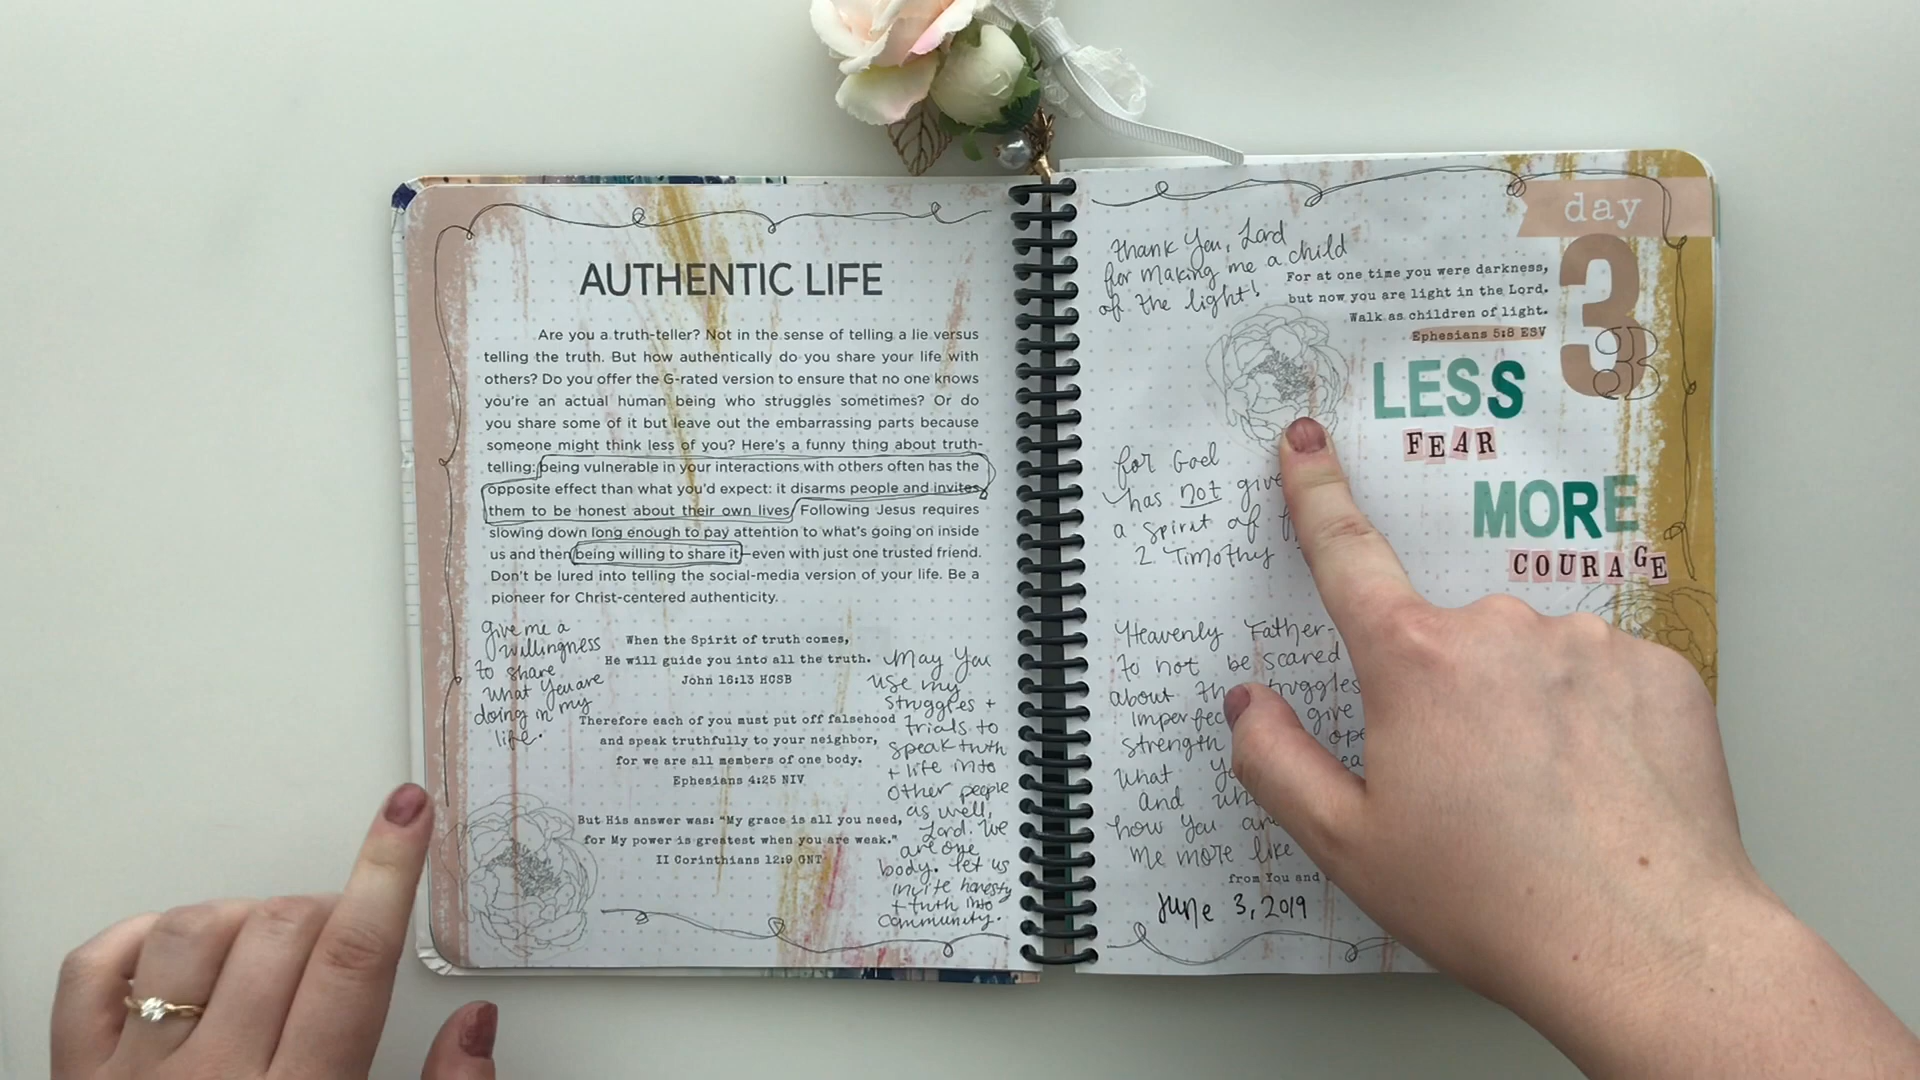 AUTHENTIC LIFE
Are you a truth-teller? Not in the sense of telling a lie versus
telling the truth. But how authentically do you share your life with
others? Do you offer the G-rated version to ensure that no one knows
you're an actual human being who struggles sometimes? Or do
you share some of it but leave out the embarrassing parts because
someone might think less of you? Here's a funny thing about truth-
telling: being vulnerable in your interactions with others often has the
opposite effect than what you'd expect: it disarms people and invites
them to be honest about their own lives. Following Jesus requires
slowing down long enough to pay attention to what's going on inside
us and then being willing to share it—even with just one trusted friend.
Don't be lured into telling the social-media version of your life. Be a
pioneer for Christ-centered authenticity.
give me a
willingness
to share
what You are
doing in my
life.
When the Spirit of truth comes,
He will guide you into all the truth.
John 16:13 HCSB
Therefore each of you must put off falsehood
and speak truthfully to your neighbor,
for we are all members of one body.
Ephesians 4:25 NIV
But His answer was: "My grace is all you need,
for My power is greatest when you are weak."
II Corinthians 12:9 GNT
May You
use my
struggles +
trials to
speak truth
+ life into
other people
as well,
Lord. We
are one
body. let us
invite honesty
+ truth into
community.
Thank You, Lord
for making me a child
of the light!
day
3
3
For at one time you were darkness,
but now you are light in the Lord.
Walk as children of light.
Ephesians 5:8 ESV
LESS
FEAR
MORE
COURAGE
for God
has not give
a spirit of
2 Timothy
Heavenly Father-
to not be scared
about struggles
imperfec give
strength ope
what
and
how You
me more like
from You and
June 3, 2019